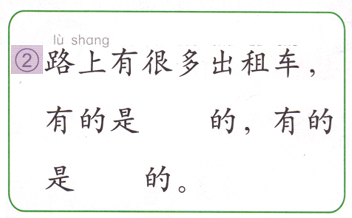 lù shang
②路上有很多出租车，
有的是　　的，有的
是　　的。